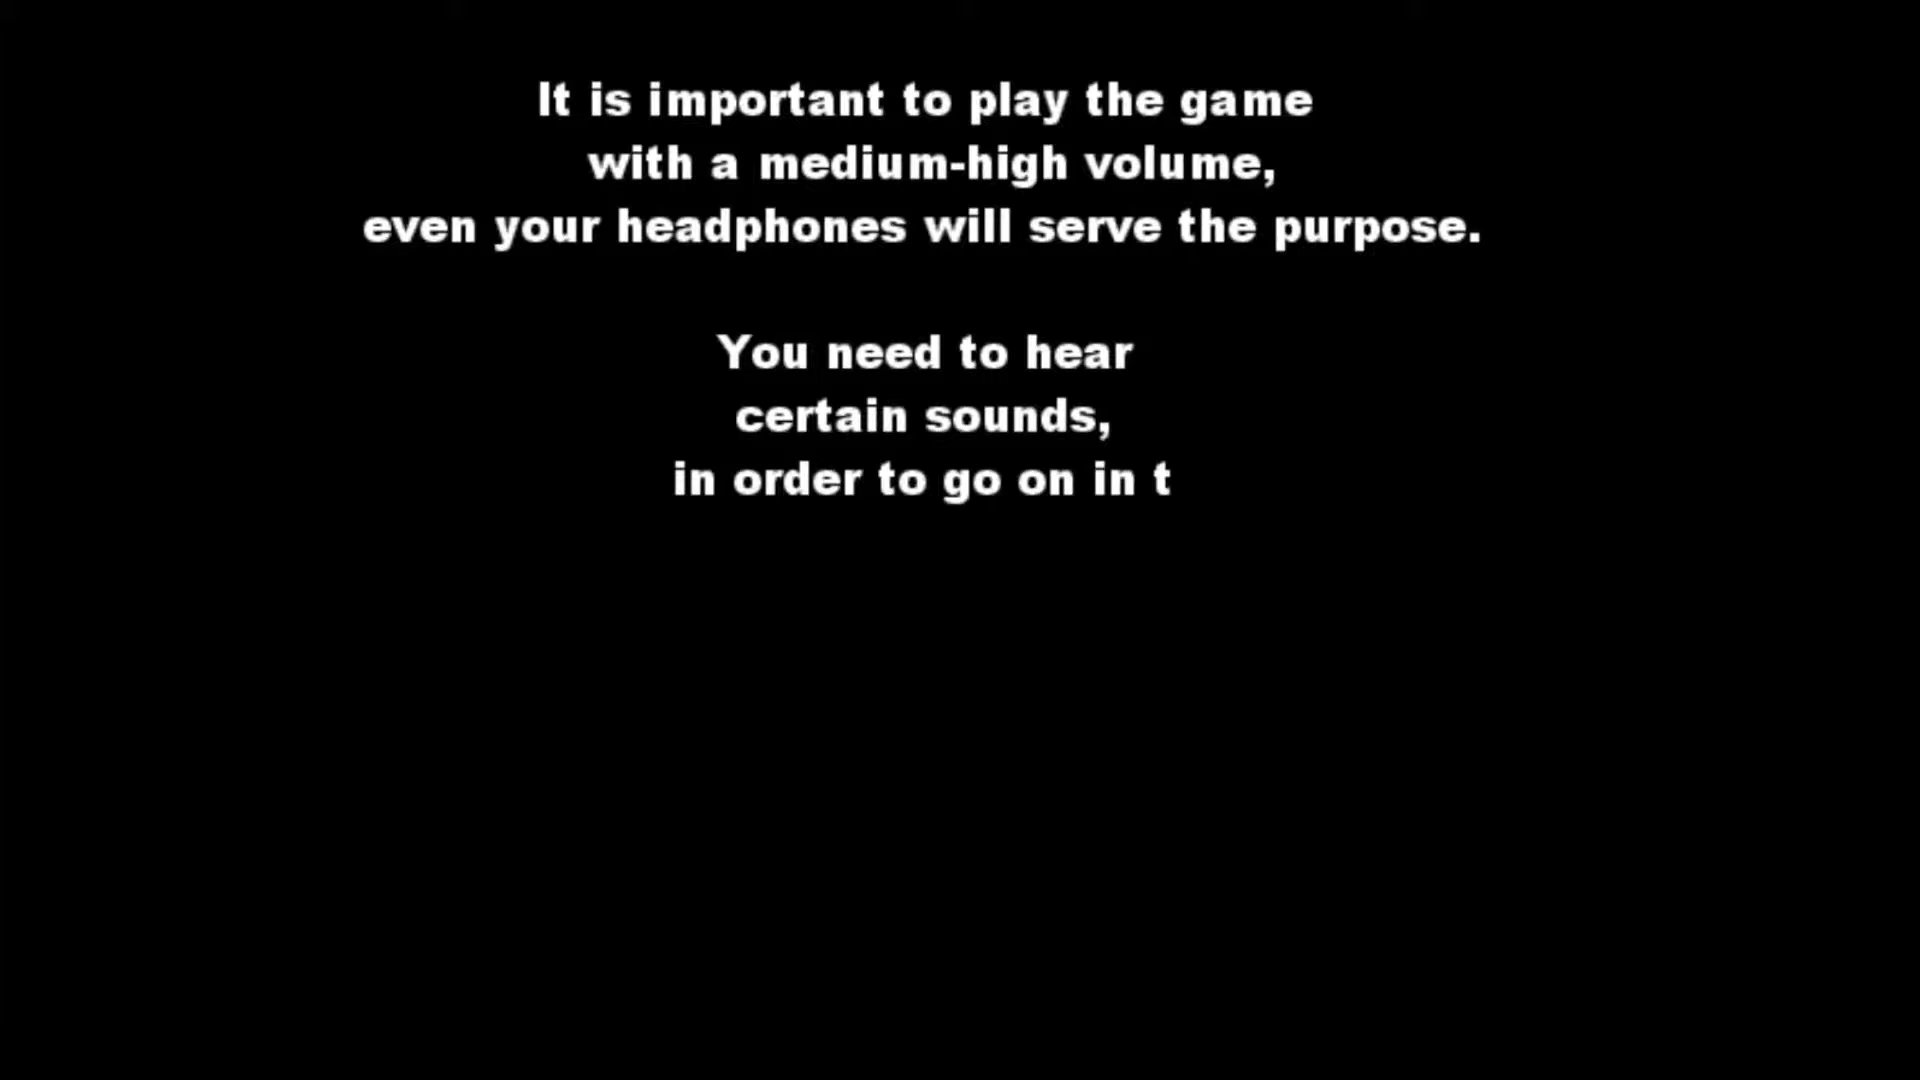 It is important to play the game
with a medium-high volume,
even your headphones will serve the purpose.
You need to hear
certain sounds,
in order to go on in t